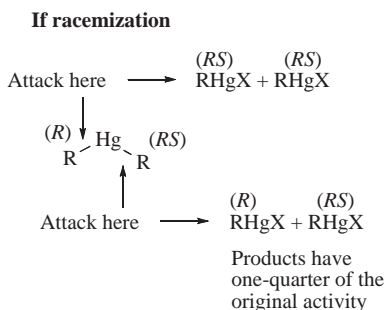 If racemization
(RS) (RS)
Attack here RHgX + RHgX
(R) Hg (RS)
R R
(R) (RS)
Attack here RHgX + RHgX
Products have
one-quarter of the
original activity